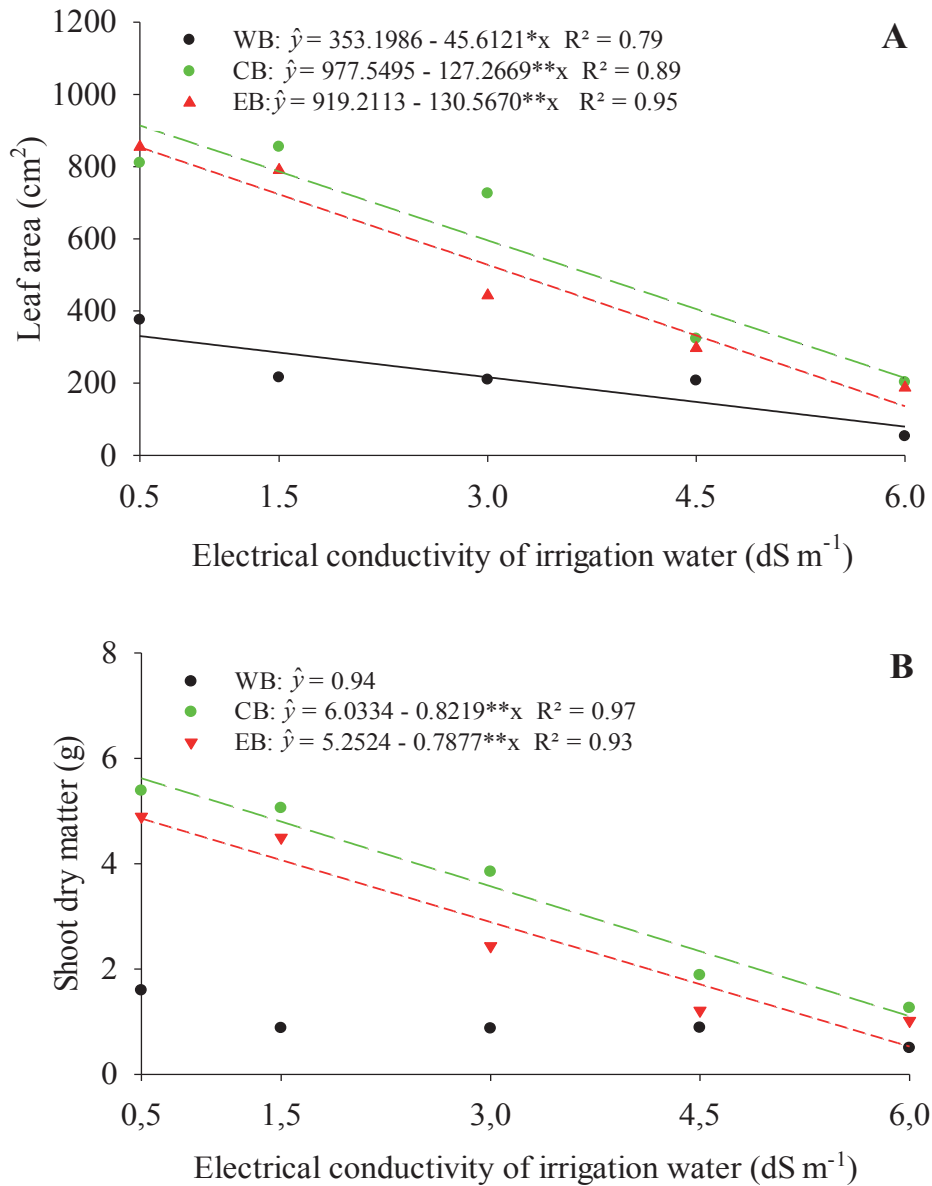 A
WB: ŷ = 353.1986 - 45.6121*x R² = 0.79
CB: ŷ = 977.5495 - 127.2669**x R² = 0.89
EB: ŷ = 919.2113 - 130.5670**x R² = 0.95
Leaf area (cm²)
1200
1000
800
600
400
200
0
0.5 1.5 3.0 4.5 6.0
Electrical conductivity of irrigation water (dS m⁻¹)
B
WB: ŷ = 0.94
CB: ŷ = 6.0334 - 0.8219**x R² = 0.97
EB: ŷ = 5.2524 - 0.7877**x R² = 0.93
Shoot dry matter (g)
8
6
4
2
0
0,5 1,5 3,0 4,5 6,0
Electrical conductivity of irrigation water (dS m⁻¹)